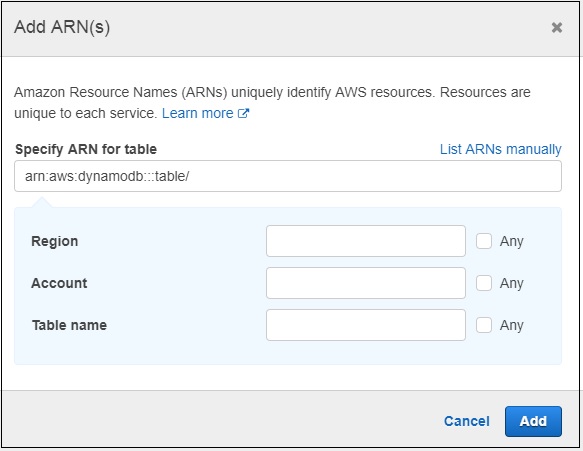 Add ARN(s)
Amazon Resource Names (ARNs) uniquely identify AWS resources. Resources are
unique to each service. Learn more
Specify ARN for table
List ARNs manually
arn:aws:dynamodb:::table/
Region
Any
Account
Any
Table name
Any
Cancel
Add